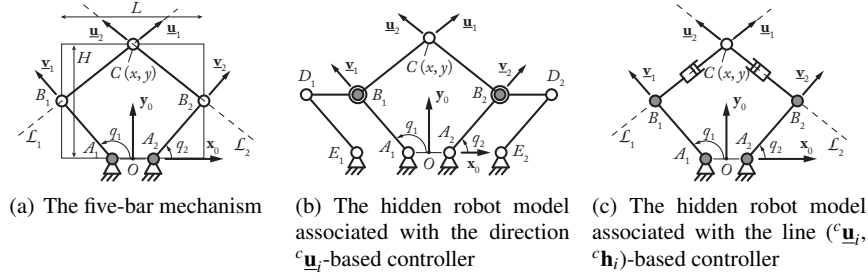 L
u₂ u₁
v₁ H v₂
C (x, y)
B₁ B₂
y₀
ℒ₁ q₁ ℒ₂
A₁ A₂ q₂ x₀
O
(a) The five-bar mechanism
u₂ u₁
C (x, y)
D₁ v₁ v₂ D₂
B₁ B₂
y₀
q₁ A₂ q₂
E₁ A₁ O x₀ E₂
(b) The hidden robot model
associated with the direction
ᶜu̲ᵢ-based controller
u₂ u₁
v₁ C (x, y) v₂
B₁ B₂
y₀
ℒ₁ q₁ ℒ₂
A₁ A₂ q₂ x₀
O
(c) The hidden robot model
associated with the line (ᶜu̲ᵢ,
ᶜhᵢ)-based controller